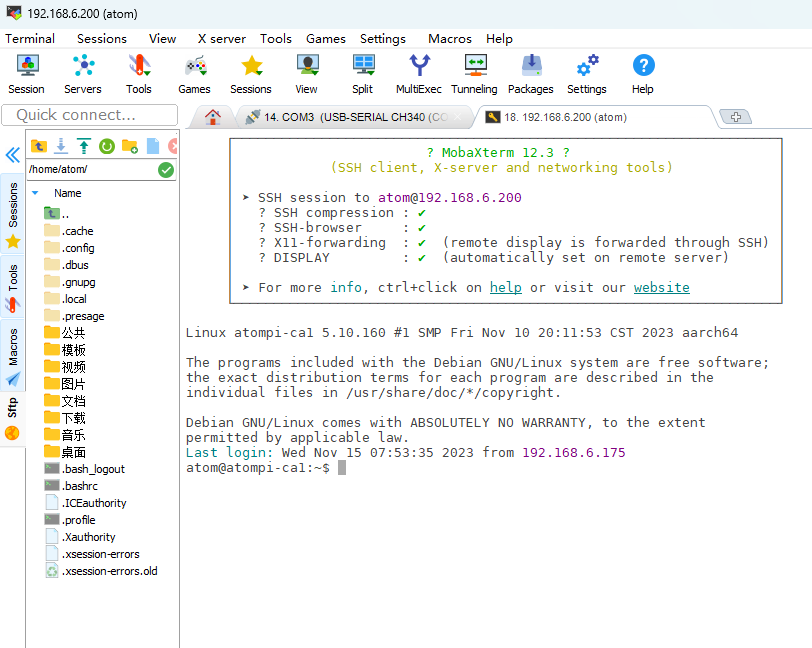 192.168.6.200 (atom)
Terminal Sessions View X server Tools Games Settings Macros Help
Session Servers Tools Games Sessions View Split MultiExec Tunneling Packages Settings Help
Quick connect...
14. COM3 (USB-SERIAL CH340 (CO
18. 192.168.6.200 (atom)
/home/atom/
Name
..
.cache
.config
.dbus
.gnupg
.local
.presage
公共
模板
视频
图片
文档
下载
音乐
桌面
.bash_logout
.bashrc
.ICEauthority
.profile
.Xauthority
.xsession-errors
.xsession-errors.old
Sessions
Tools
Macros
Sftp
? MobaXterm 12.3 ?
(SSH client, X-server and networking tools)
➤ SSH session to atom@192.168.6.200
? SSH compression : ✔
? SSH-browser : ✔
? X11-forwarding : ✔ (remote display is forwarded through SSH)
? DISPLAY : ✔ (automatically set on remote server)
➤ For more info, ctrl+click on help or visit our website
Linux atompi-ca1 5.10.160 #1 SMP Fri Nov 10 20:11:53 CST 2023 aarch64
The programs included with the Debian GNU/Linux system are free software;
the exact distribution terms for each program are described in the
individual files in /usr/share/doc/*/copyright.
Debian GNU/Linux comes with ABSOLUTELY NO WARRANTY, to the extent
permitted by applicable law.
Last login: Wed Nov 15 07:53:35 2023 from 192.168.6.175
atom@atompi-ca1:~$